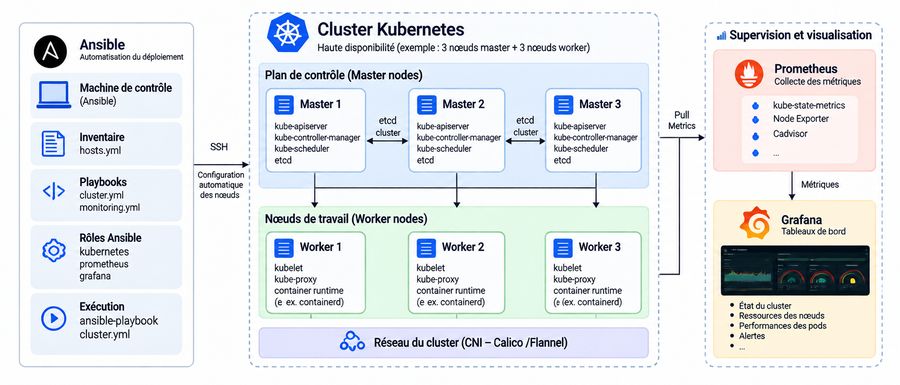 Ansible
Automatisation du déploiement
Machine de contrôle
(Ansible)
Inventaire
hosts.yml
Playbooks
cluster.yml
monitoring.yml
Rôles Ansible
kubernetes
prometheus
grafana
Exécution
ansible-playbook
cluster.yml
SSH
Configuration
automatique
des nœuds
Cluster Kubernetes
Haute disponibilité (exemple : 3 nœuds master + 3 nœuds worker)
Plan de contrôle (Master nodes)
Master 1
kube-apiserver
kube-controller-manager
kube-scheduler
etcd
etcd
cluster
Master 2
kube-apiserver
kube-controller-manager
kube-scheduler
etcd
etcd
cluster
Master 3
kube-apiserver
kube-controller-manager
kube-scheduler
etcd
Nœuds de travail (Worker nodes)
Worker 1
kubelet
kube-proxy
container runtime
(e ex. containerd)
Worker 2
kubelet
kube-proxy
container runtime
(e ex. containerd)
Worker 3
kubelet
kube-proxy
container runtime
(e ex. containerd)
Réseau du cluster (CNI – Calico /Flannel)
Pull
Metrics
Supervision et visualisation
Prometheus
Collecte des métriques
kube-state-metrics
Node Exporter
Cadvisor
...
Métriques
Grafana
Tableaux de bord
• État du cluster
• Ressources des nœuds
• Performances des pods
• Alertes
• ...